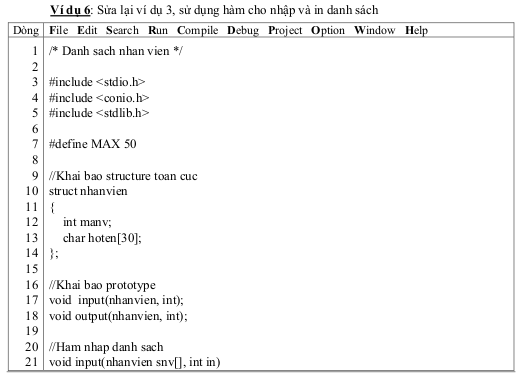 Ví dụ 6: Sửa lại ví dụ 3, sử dụng hàm cho nhập và in danh sách
Dòng File Edit Search Run Compile Debug Project Option Window Help
1 /* Danh sach nhan vien */
2
3 #include <stdio.h>
4 #include <conio.h>
5 #include <stdlib.h>
6
7 #define MAX 50
8
9 //Khai bao structure toan cuc
10 struct nhanvien
11 {
12 int manv;
13 char hoten[30];
14 };
15
16 //Khai bao prototype
17 void input(nhanvien, int);
18 void output(nhanvien, int);
19
20 //Ham nhap danh sach
21 void input(nhanvien snv[], int in)